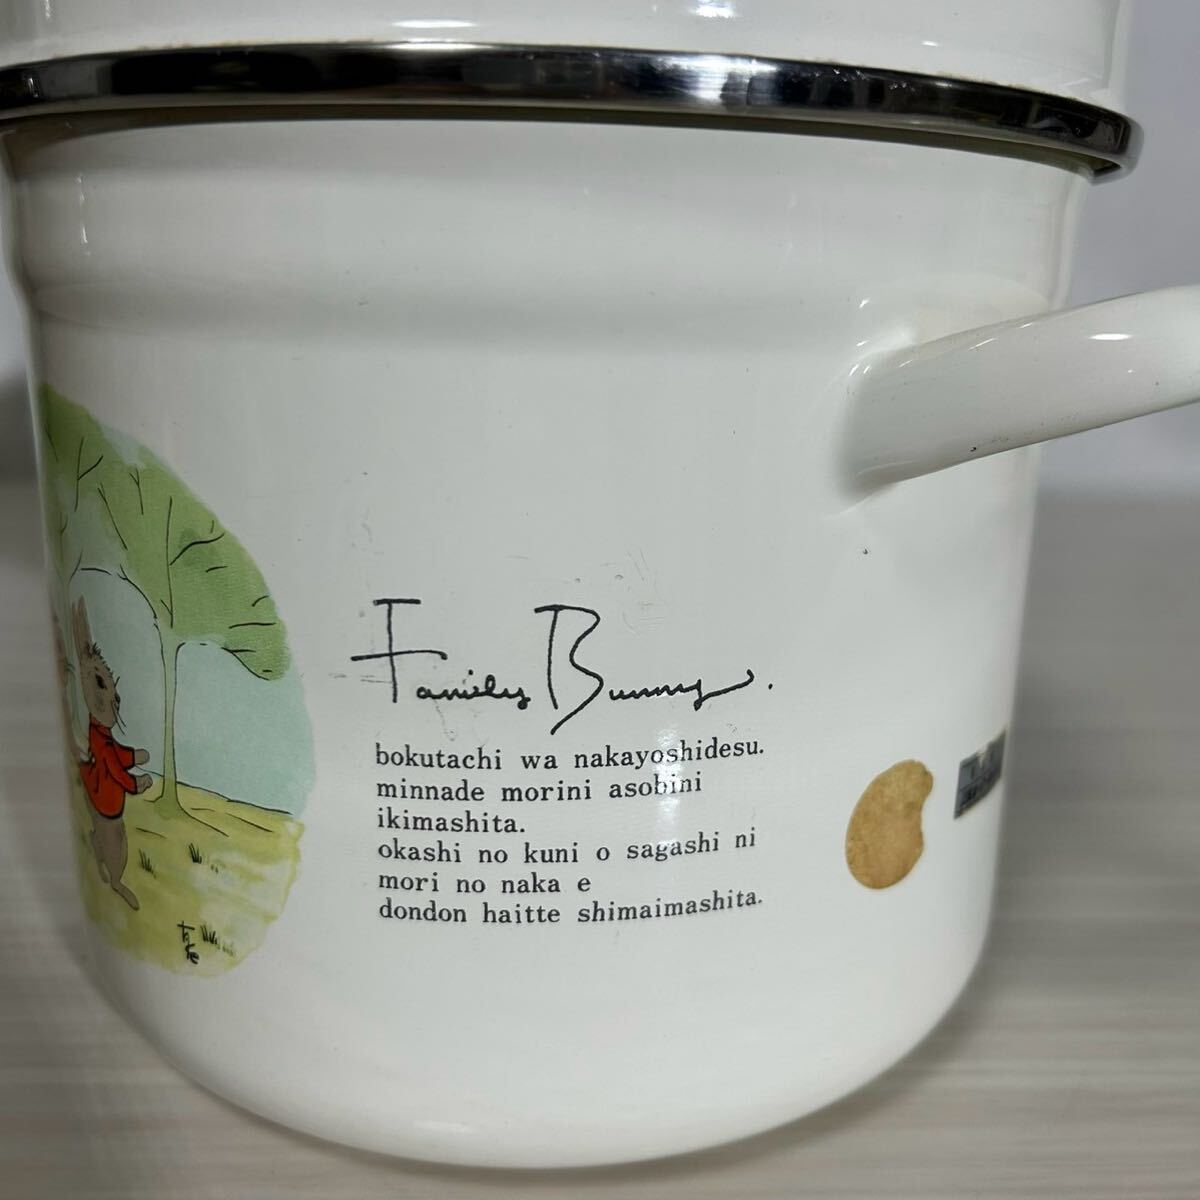 Family Bunny.
bokutachi wa nakayoshidesu.
minnade morini asobini
ikimashita.
okashi no kuni o sagashi ni
mori no naka e
dondon haitte shimaimashita.